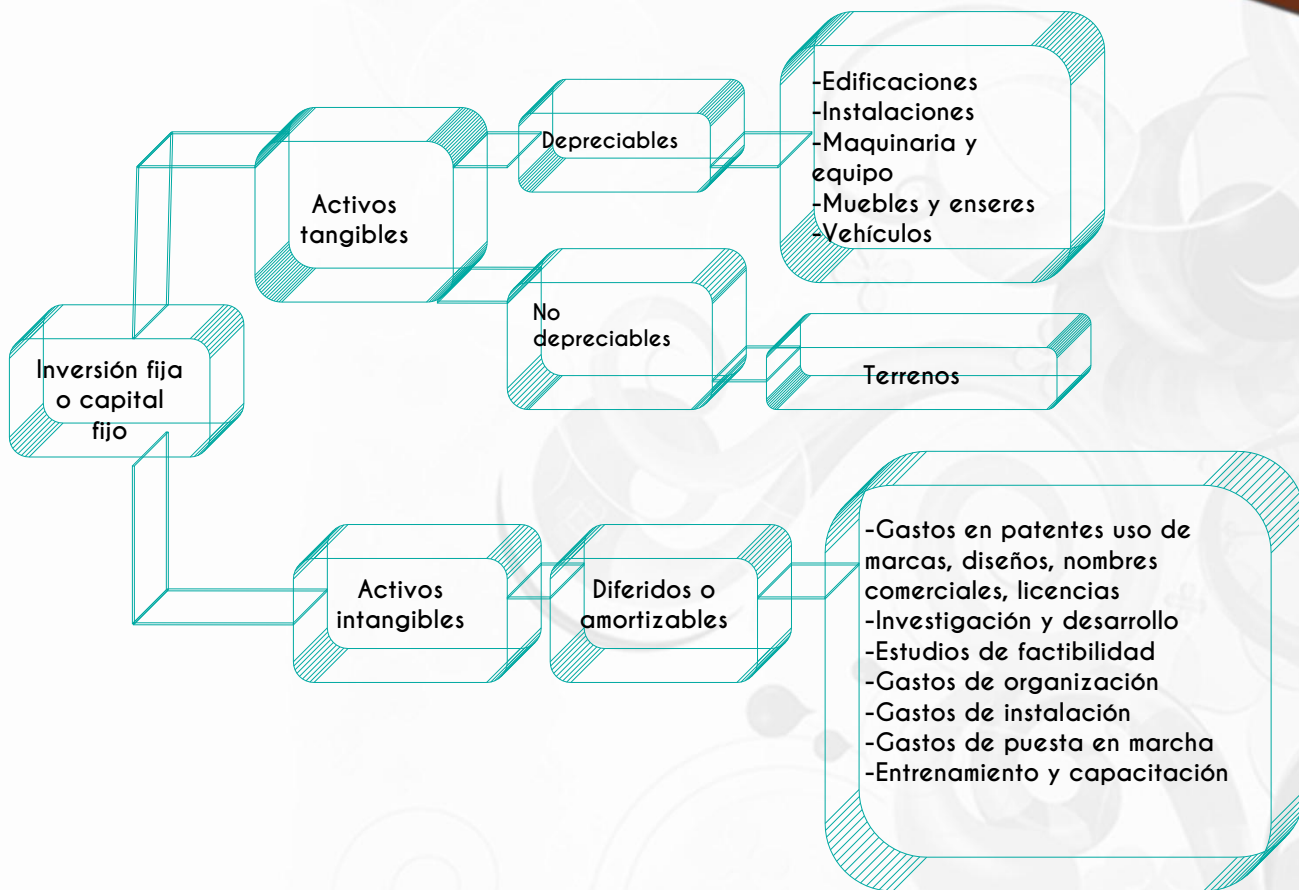 Inversión fija
o capital
fijo
Activos
tangibles
Depreciables
-Edificaciones
-Instalaciones
-Maquinaria y
equipo
-Muebles y enseres
-Vehículos
No
depreciables
Terrenos
Activos
intangibles
Diferidos o
amortizables
-Gastos en patentes uso de
marcas, diseños, nombres
comerciales, licencias
-Investigación y desarrollo
-Estudios de factibilidad
-Gastos de organización
-Gastos de instalación
-Gastos de puesta en marcha
-Entrenamiento y capacitación